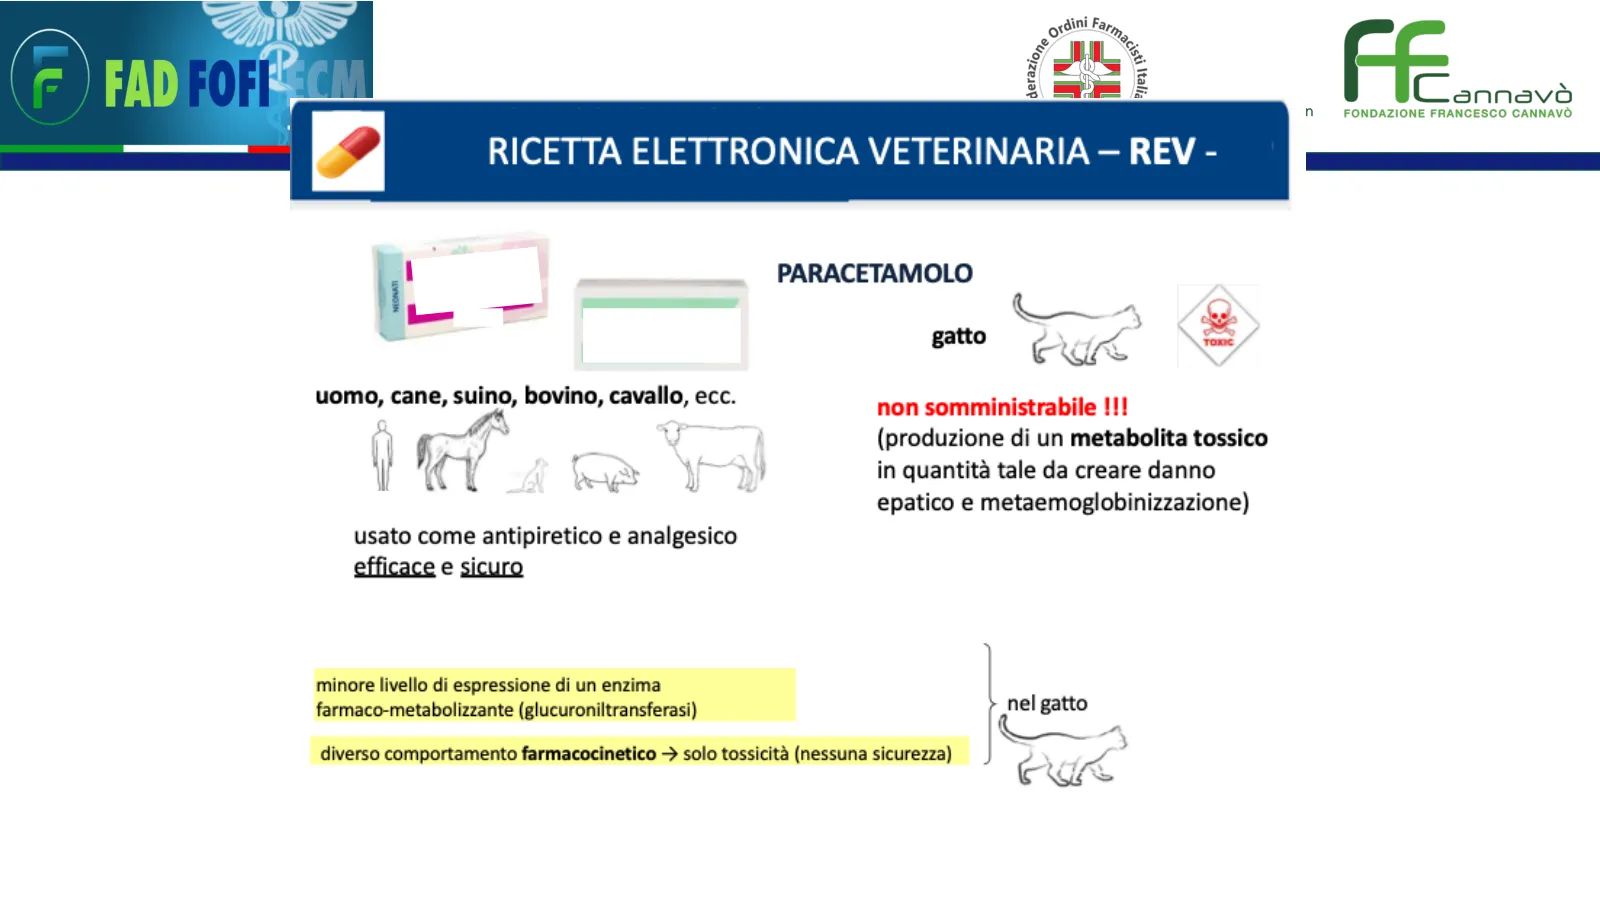 FAD FOFI ECM
derazione Ordini Farmacisti Italia
n
Cannavò
FONDAZIONE FRANCESCO CANNAVÒ
RICETTA ELETTRONICA VETERINARIA – REV -
NEONATI
PARACETAMOLO
gatto
TOXIC
uomo, cane, suino, bovino, cavallo, ecc.
non somministrabile !!!
(produzione di un metabolita tossico
in quantità tale da creare danno
epatico e metaemoglobinizzazione)
usato come antipiretico e analgesico
efficace e sicuro
minore livello di espressione di un enzima
farmaco-metabolizzante (glucuroniltransferasi)
nel gatto
diverso comportamento farmacocinetico → solo tossicità (nessuna sicurezza)